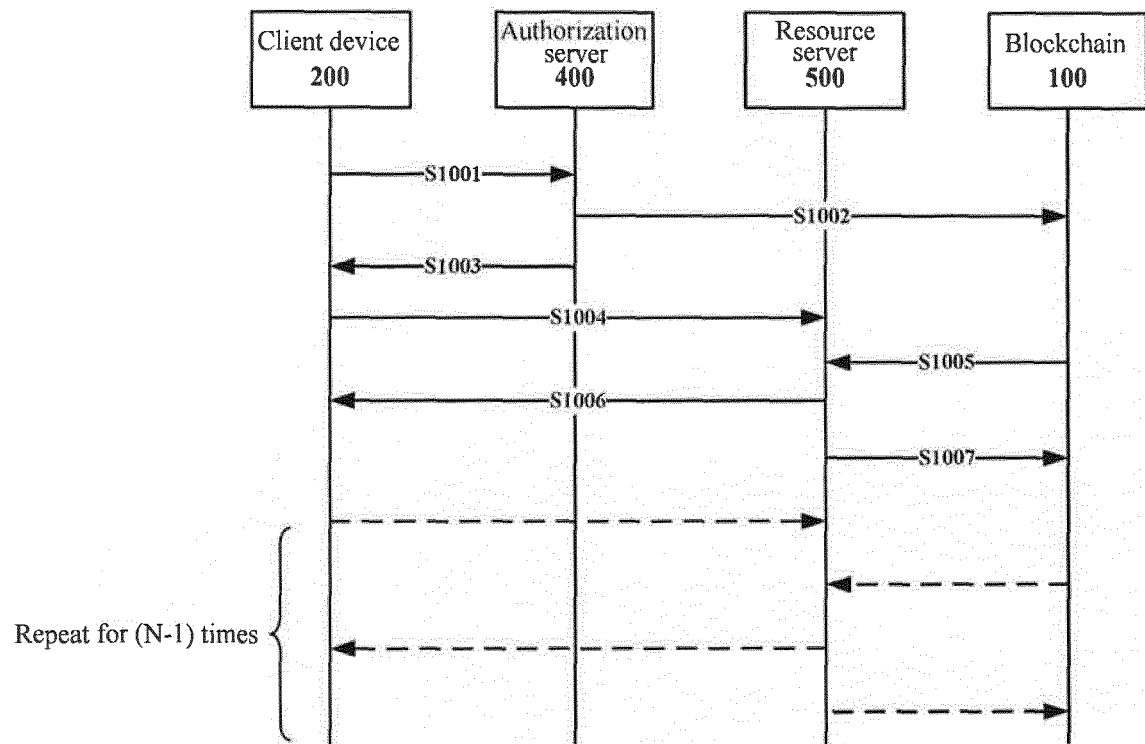 Client device
200
Authorization
server
400
Resource
server
500
Blockchain
100
S1001
S1002
S1003
S1004
S1005
S1006
S1007
Repeat for (N-1) times